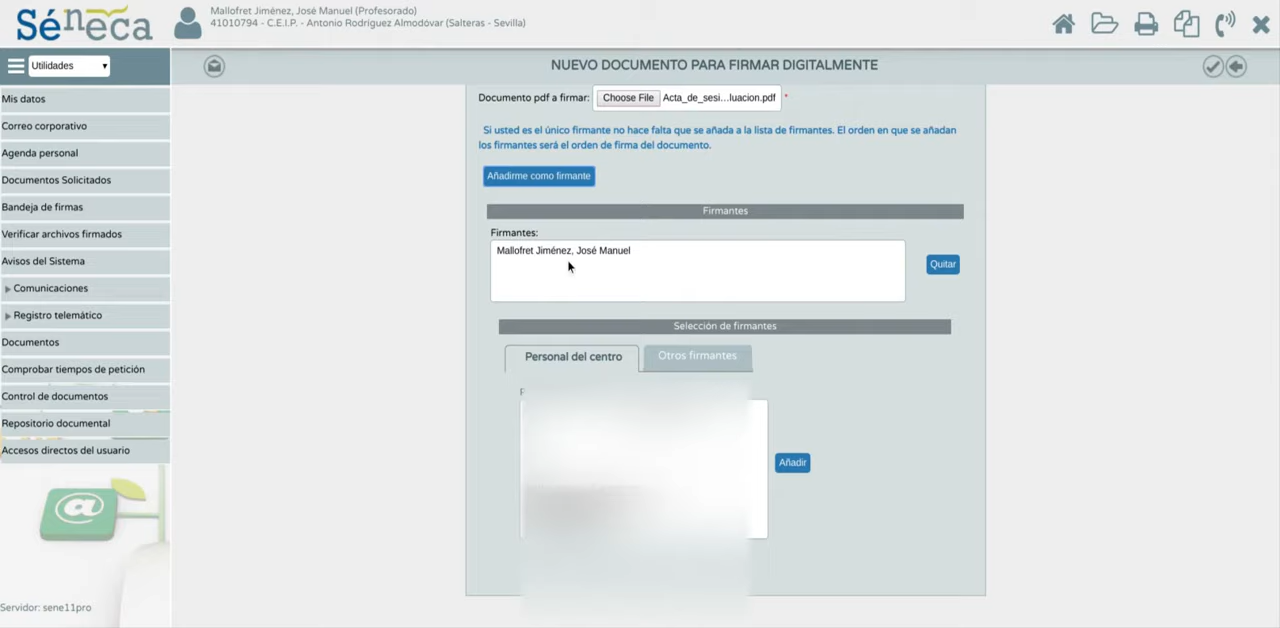 Séneca
Mallofret Jiménez, José Manuel (Profesorado)
41010794 - C.E.I.P. - Antonio Rodríguez Almodóvar (Salteras - Sevilla)
Utilidades
NUEVO DOCUMENTO PARA FIRMAR DIGITALMENTE
Mis datos
Correo corporativo
Agenda personal
Documentos Solicitados
Bandeja de firmas
Verificar archivos firmados
Avisos del Sistema
Comunicaciones
Registro telemático
Documentos
Comprobar tiempos de petición
Control de documentos
Repositorio documental
Accesos directos del usuario
@
Servidor: sene11pro
Documento pdf a firmar: Choose File Acta_de_sesi...luacion.pdf *
Si usted es el único firmante no hace falta que se añada a la lista de firmantes. El orden en que se añadan
los firmantes será el orden de firma del documento.
Añadirme como firmante
Firmantes
Firmantes:
Mallofret Jiménez, José Manuel
Quitar
Selección de firmantes
Personal del centro Otros firmantes
Añadir